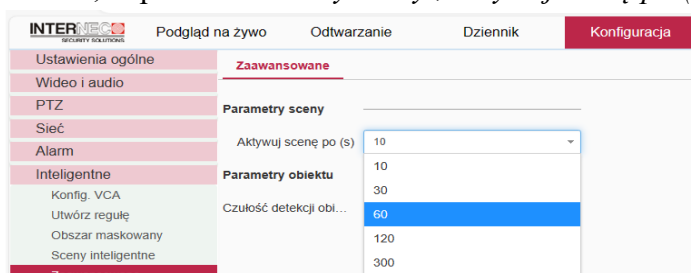 INTERNEC Podgląd na żywo Odtwarzanie Dziennik Konfiguracja
SECURITY SOLUTIONS
Ustawienia ogólne
Wideo i audio
PTZ
Sieć
Alarm
Inteligentne
Konfig. VCA
Utwórz regułę
Obszar maskowany
Sceny inteligentne
Zaawansowane
Parametry sceny
Aktywuj scenę po (s) 10
Parametry obiektu
Czułość detekcji obi...
10
30
60
120
300